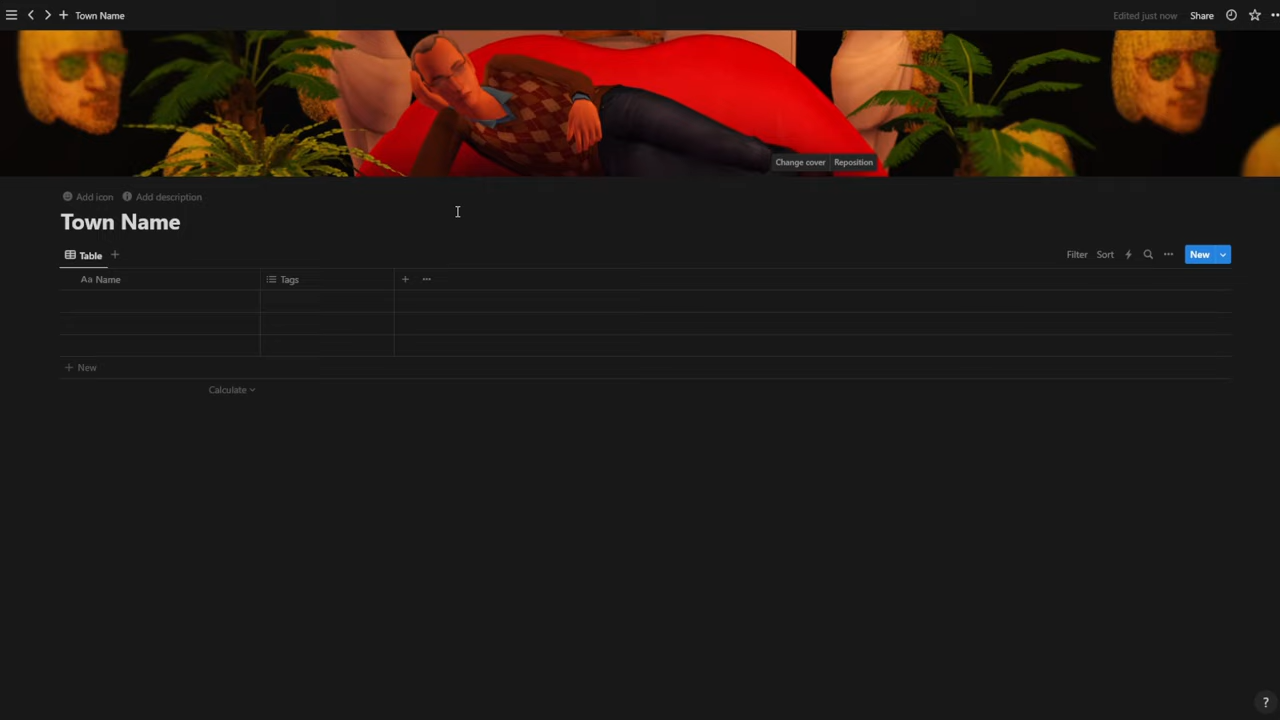 Town Name
Edited just now
Share
Change cover
Reposition
Add icon
Add description
Town Name
Table
Filter
Sort
New
Aa Name
Tags
New
Calculate
?